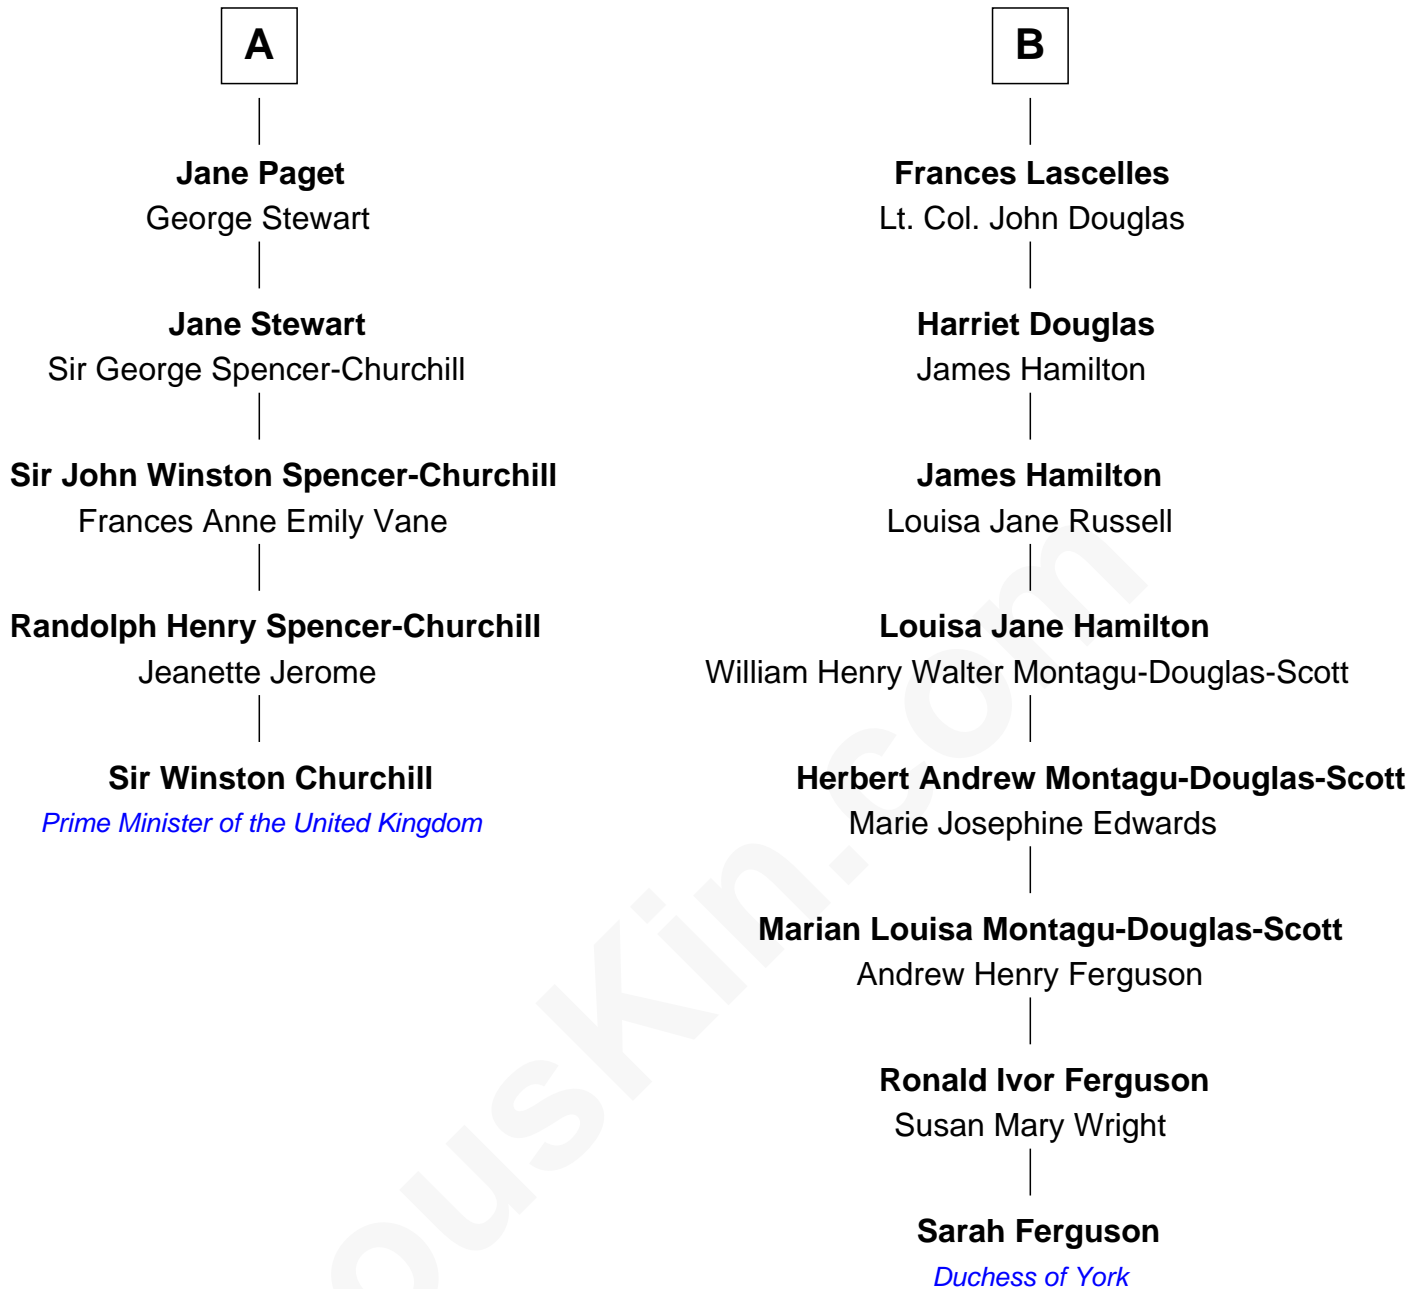 A
Jane Paget
George Stewart
Jane Stewart
Sir George Spencer-Churchill
Sir John Winston Spencer-Churchill
Frances Anne Emily Vane
Randolph Henry Spencer-Churchill
Jeanette Jerome
Sir Winston Churchill
Prime Minister of the United Kingdom
B
Frances Lascelles
Lt. Col. John Douglas
Harriet Douglas
James Hamilton
James Hamilton
Louisa Jane Russell
Louisa Jane Hamilton
William Henry Walter Montagu-Douglas-Scott
Herbert Andrew Montagu-Douglas-Scott
Marie Josephine Edwards
Marian Louisa Montagu-Douglas-Scott
Andrew Henry Ferguson
Ronald Ivor Ferguson
Susan Mary Wright
Sarah Ferguson
Duchess of York
ousKin.com